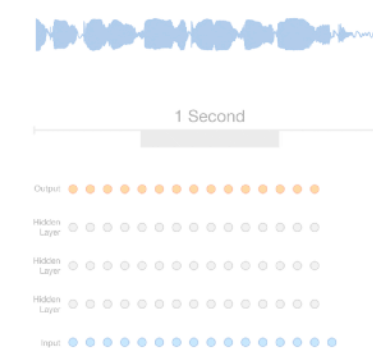 1 Second
Output
Hidden
Layer
Hidden
Layer
Hidden
Layer
Input